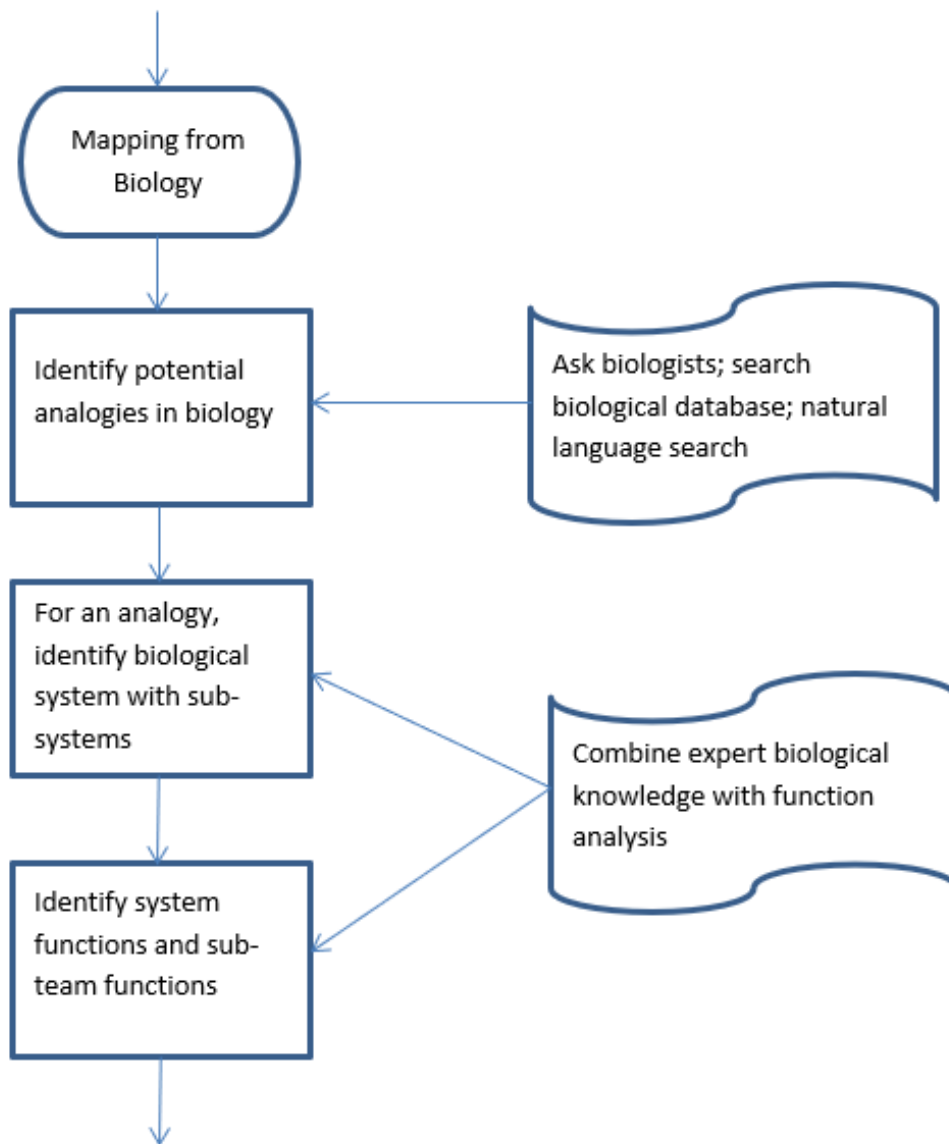 Mapping from
Biology
Identify potential
analogies in biology
Ask biologists; search
biological database; natural
language search
For an analogy,
identify biological
system with sub-
systems
Combine expert biological
knowledge with function
analysis
Identify system
functions and sub-
team functions